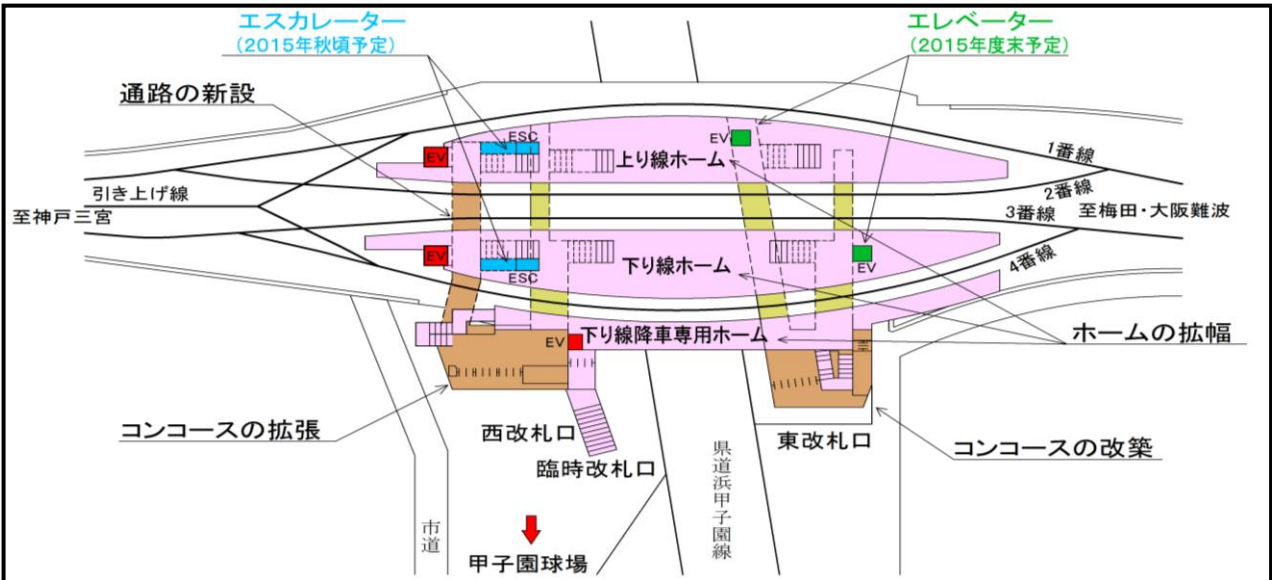 エスカレーター
(2015年秋頃予定)
エレベーター
(2015年度末予定)
通路の新設
ESC
EV
EV
上り線ホーム
1番線
引き上げ線
2番線
至神戸三宮
3番線
至梅田・大阪難波
EV
ESC
下り線ホーム
EV
4番線
EV
下り線降車専用ホーム
ホームの拡幅
コンコースの拡張
西改札口
臨時改札口
東改札口
コンコースの改築
県道浜甲子園線
市道
甲子園球場